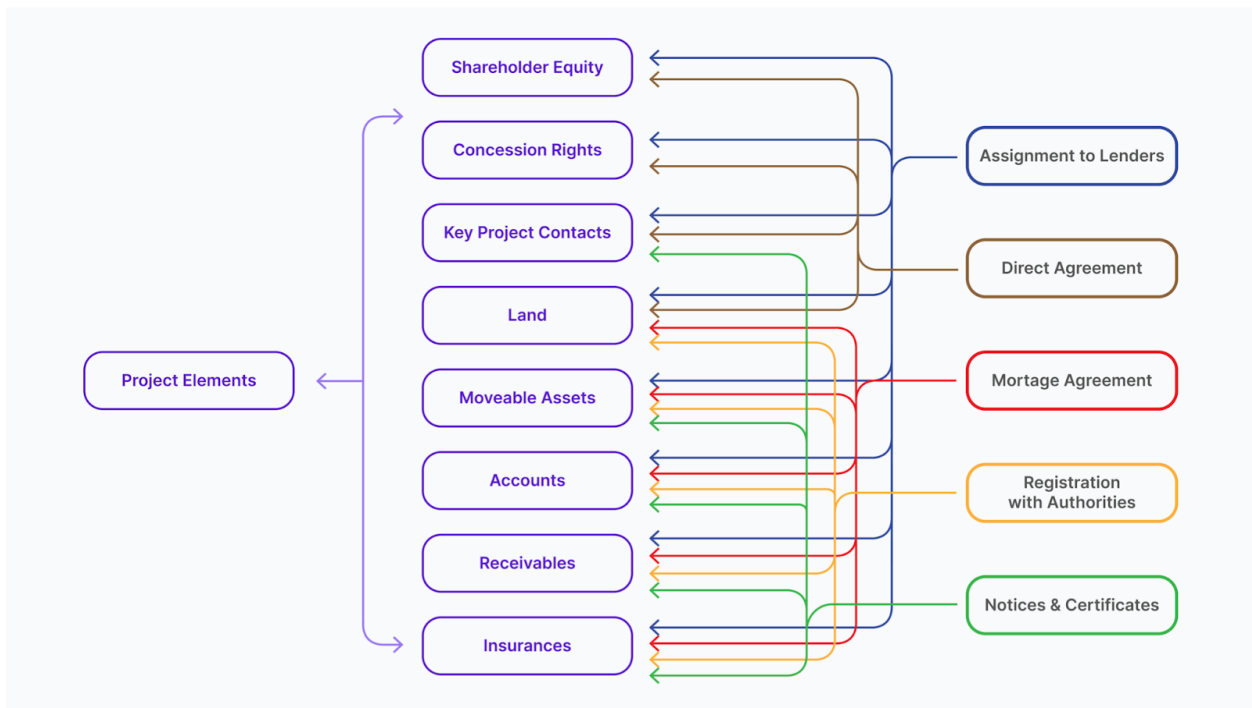 Shareholder Equity
Concession Rights
Key Project Contacts
Land
Project Elements
Moveable Assets
Accounts
Receivables
Insurances
Assignment to Lenders
Direct Agreement
Mortage Agreement
Registration
with Authorities
Notices & Certificates